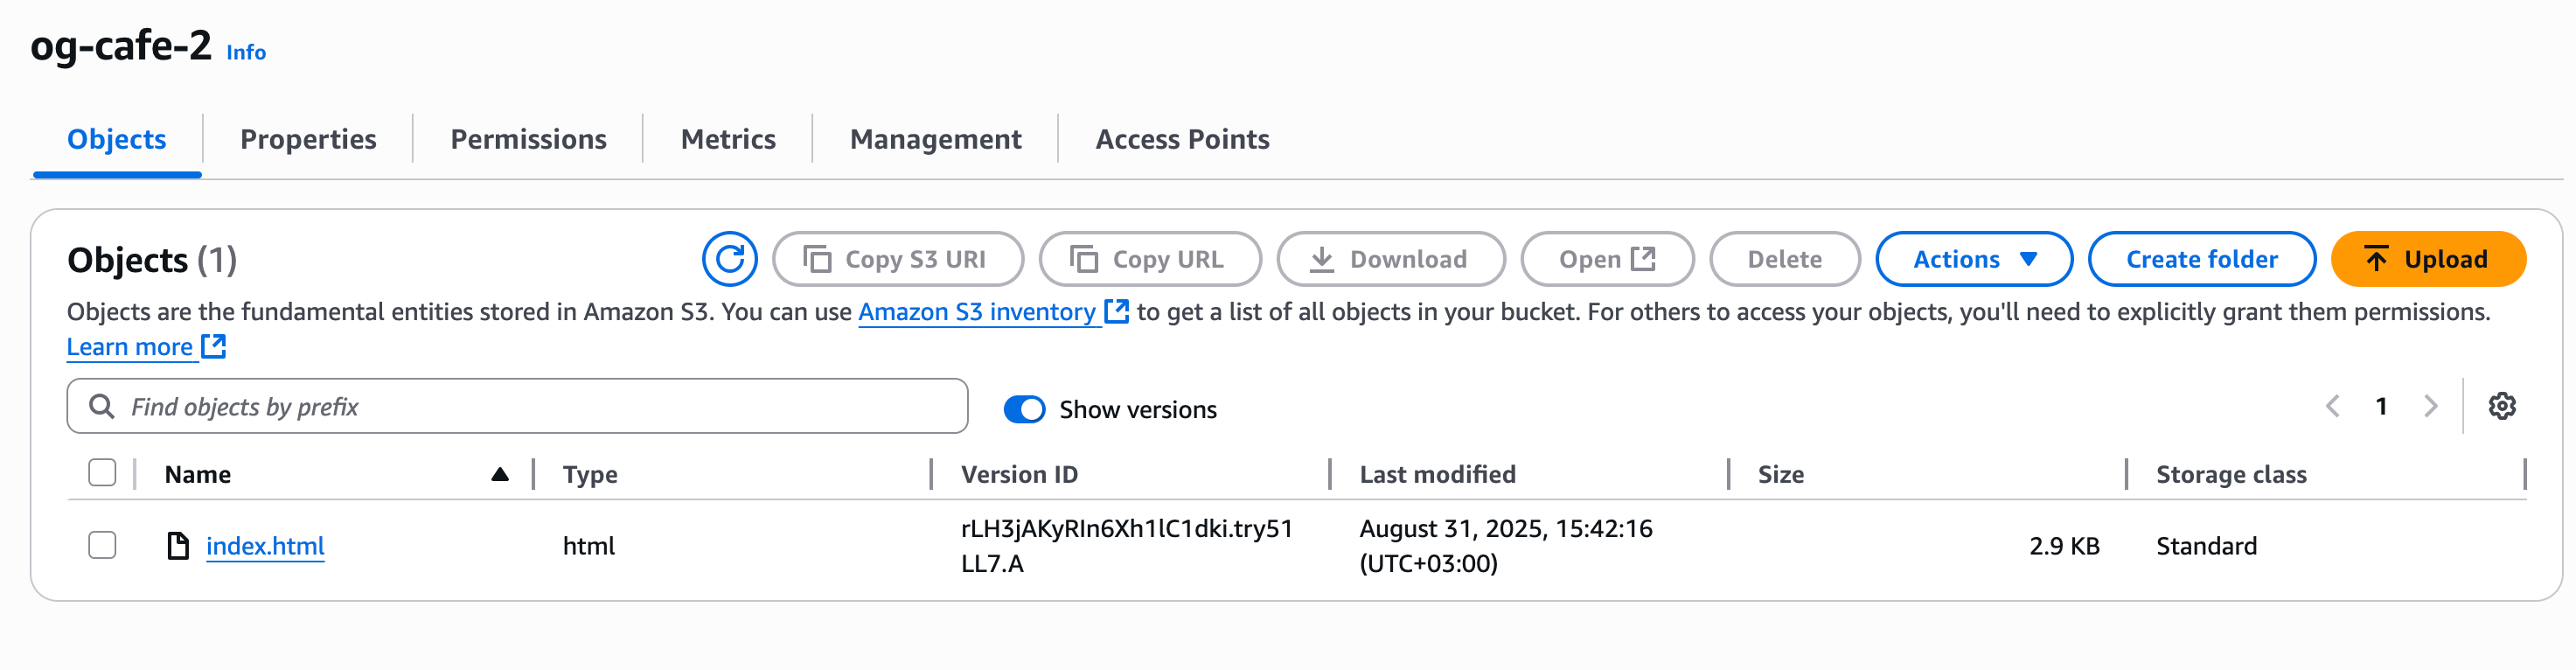 og-cafe-2 Info
Objects Properties Permissions Metrics Management Access Points
Objects (1) Copy S3 URI Copy URL Download Open Delete Actions Create folder Upload
Objects are the fundamental entities stored in Amazon S3. You can use Amazon S3 inventory to get a list of all objects in your bucket. For others to access your objects, you'll need to explicitly grant them permissions.
Learn more
Find objects by prefix Show versions 1
Name Type Version ID Last modified Size Storage class
index.html html rLH3jAKyRIn6Xh1lC1dki.try51 August 31, 2025, 15:42:16 2.9 KB Standard
LL7.A (UTC+03:00)